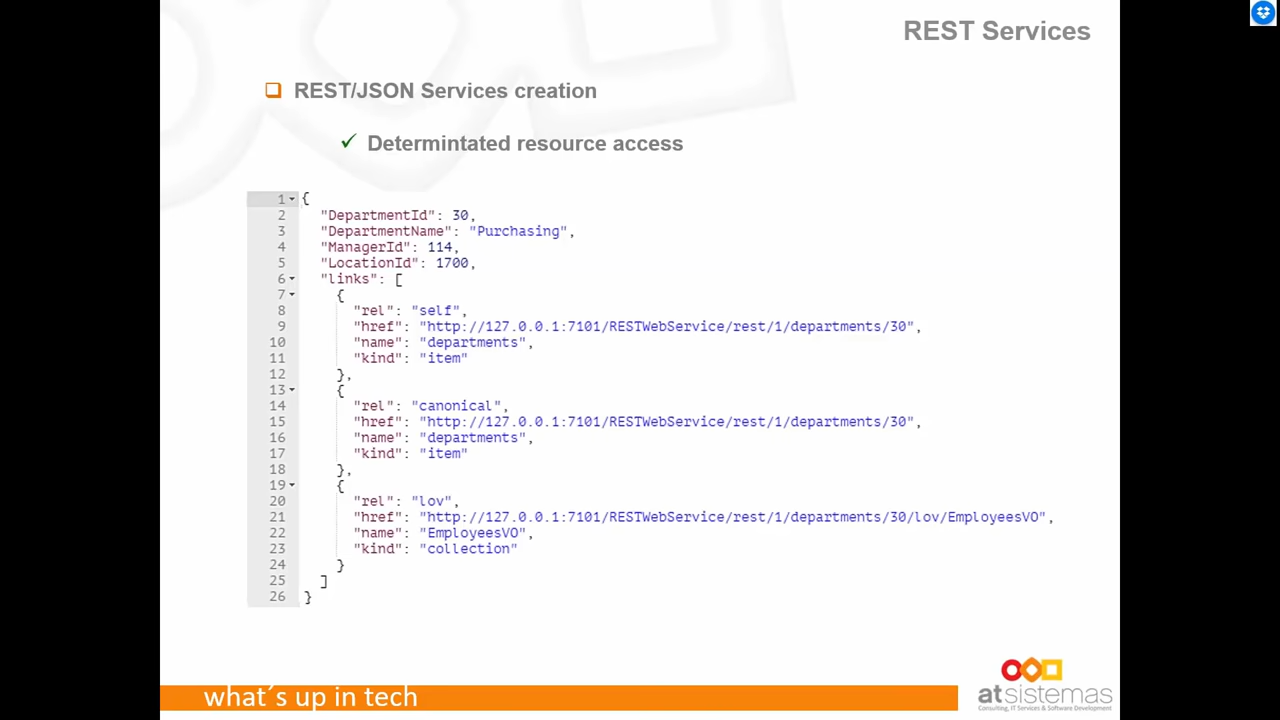 REST Services
REST/JSON Services creation
Determintated resource access
1 {
2 "DepartmentId": 30,
3 "DepartmentName": "Purchasing",
4 "ManagerId": 114,
5 "LocationId": 1700,
6 "links": [
7 {
8 "rel": "self",
9 "href": "http://127.0.0.1:7101/RESTWebService/rest/1/departments/30",
10 "name": "departments",
11 "kind": "item"
12 },
13 {
14 "rel": "canonical",
15 "href": "http://127.0.0.1:7101/RESTWebService/rest/1/departments/30",
16 "name": "departments",
17 "kind": "item"
18 },
19 {
20 "rel": "lov",
21 "href": "http://127.0.0.1:7101/RESTWebService/rest/1/departments/30/lov/EmployeesVO",
22 "name": "EmployeesVO",
23 "kind": "collection"
24 }
25 ]
26 }
what´s up in tech
atsistemas
Consulting, IT Services & Software Development